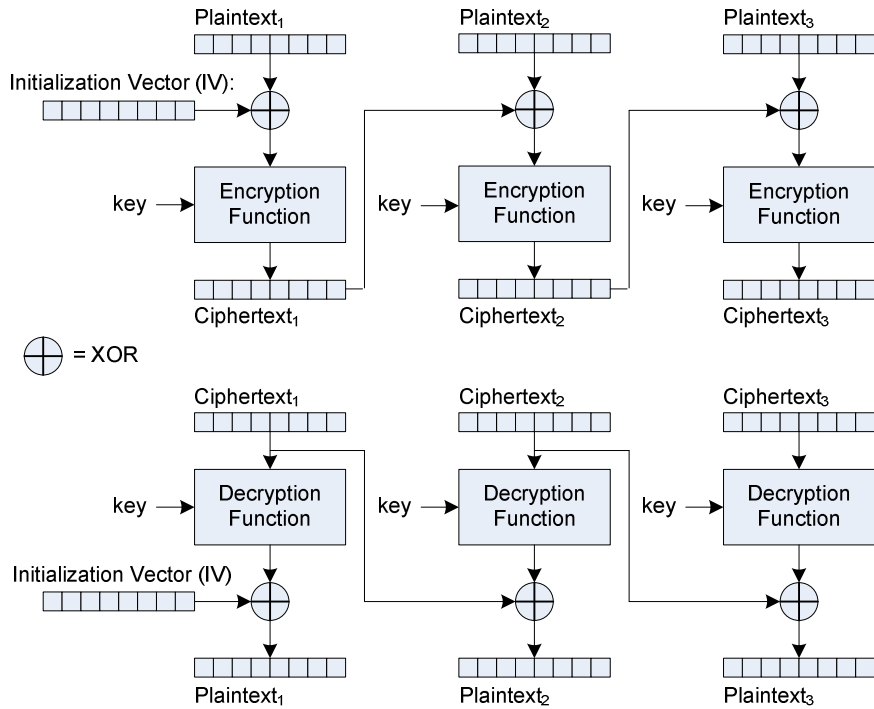 Plaintext₁ Plaintext₂ Plaintext₃
Initialization Vector (IV):
key Encryption Function key Encryption Function key Encryption Function
Ciphertext₁ Ciphertext₂ Ciphertext₃
= XOR
Ciphertext₁ Ciphertext₂ Ciphertext₃
key Decryption Function key Decryption Function key Decryption Function
Initialization Vector (IV)
Plaintext₁ Plaintext₂ Plaintext₃